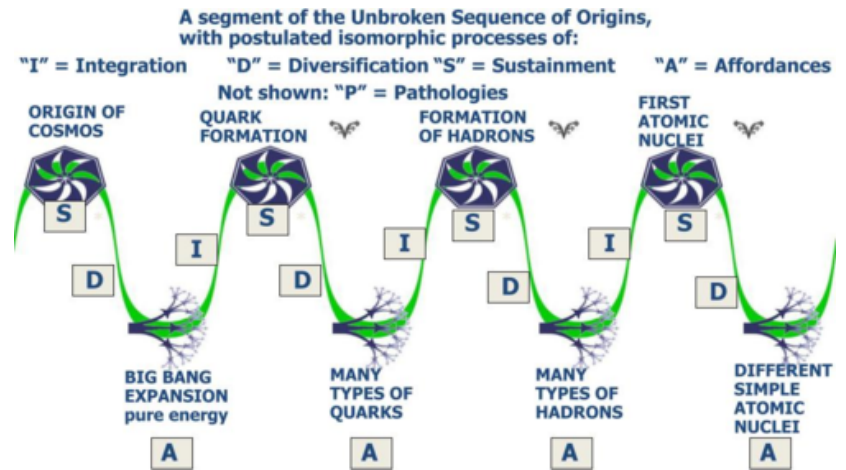 A segment of the Unbroken Sequence of Origins,
with postulated isomorphic processes of:
"I" = Integration "D" = Diversification "S" = Sustainment "A" = Affordances
Not shown: "P" = Pathologies
ORIGIN OF
COSMOS
QUARK
FORMATION
FORMATION
OF HADRONS
FIRST
ATOMIC
NUCLEI
S
S
S
S
I
I
I
D
D
D
D
BIG BANG
EXPANSION
pure energy
MANY
TYPES OF
QUARKS
MANY
TYPES OF
HADRONS
DIFFERENT
SIMPLE
ATOMIC
NUCLEI
A
A
A
A